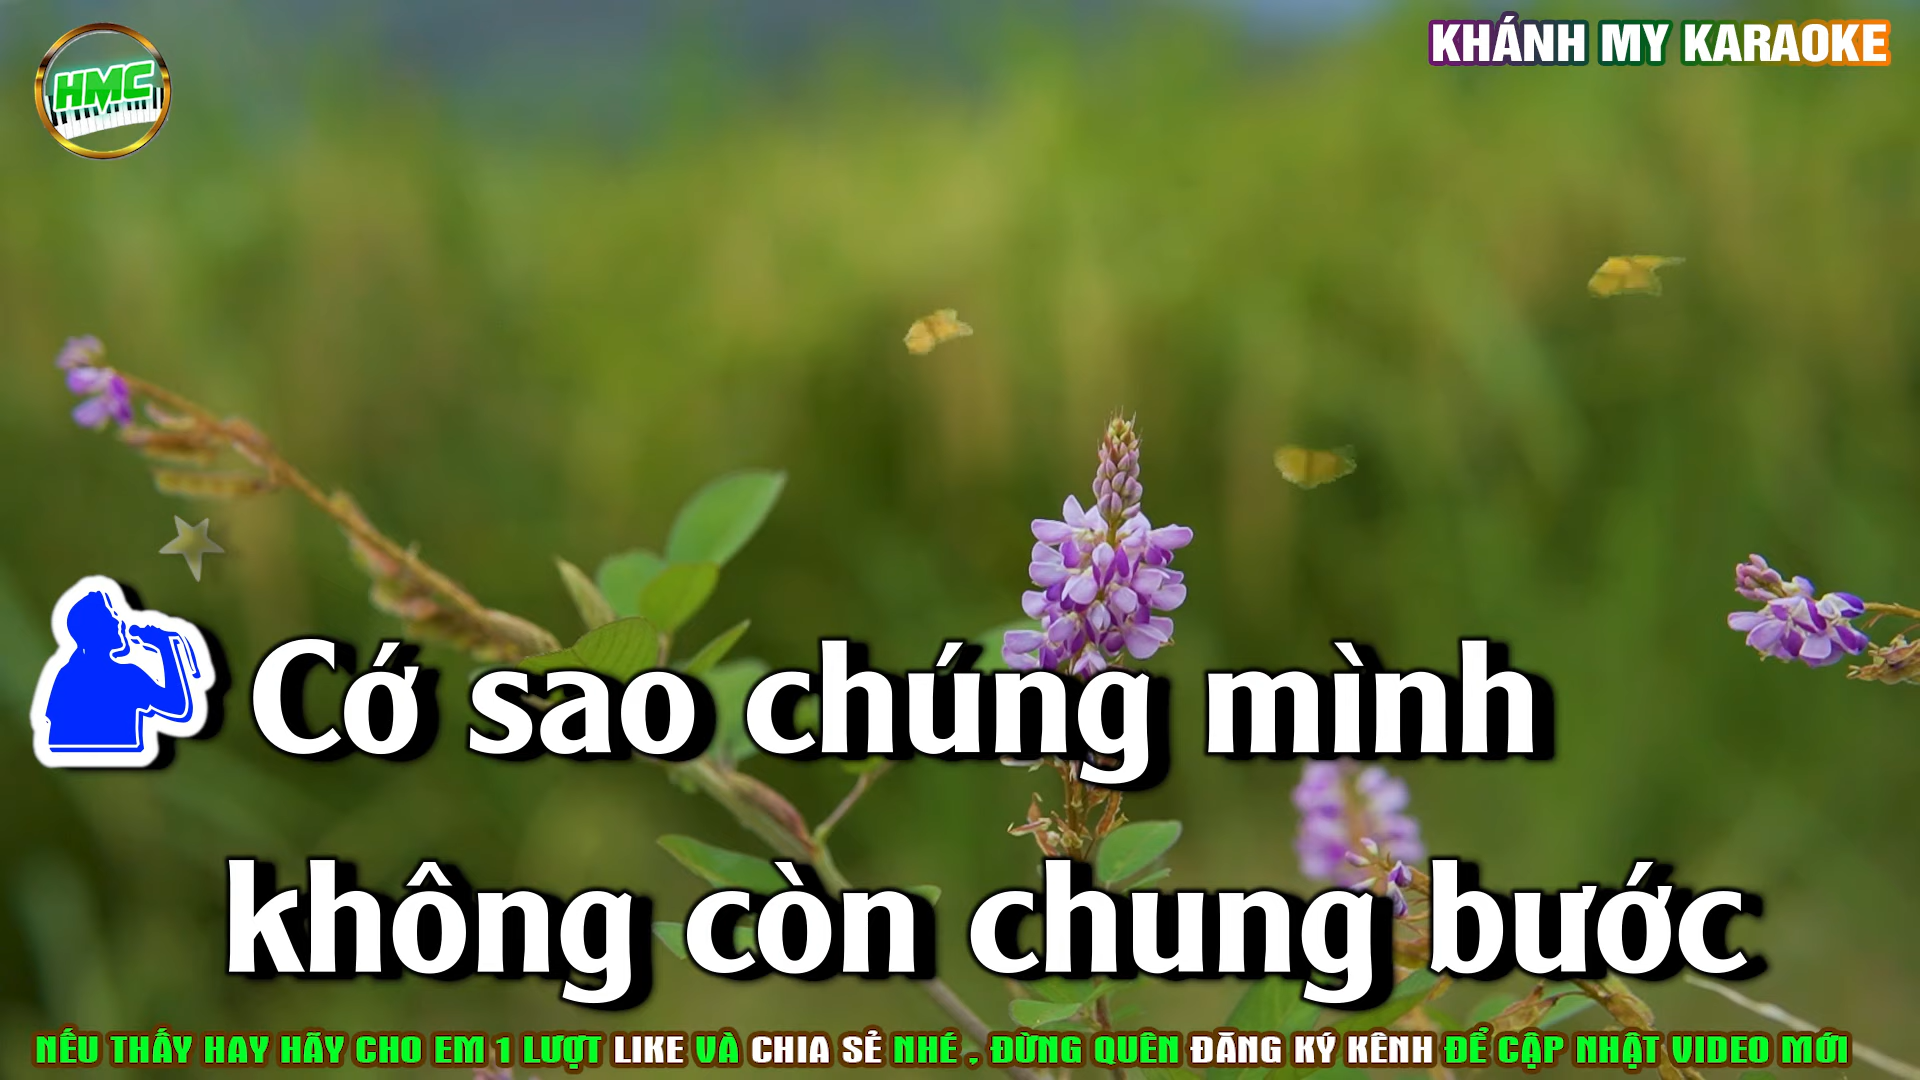 HMC
KHÁNH MY KARAOKE
Cớ sao chúng mình
không còn chung bước
NẾU THẤY HAY HÃY CHO EM 1 LƯỢT LIKE VÀ CHIA SẺ NHÉ , ĐỪNG QUÊN ĐĂNG KÝ KÊNH ĐỂ CẬP NHẬT VIDEO MỚI